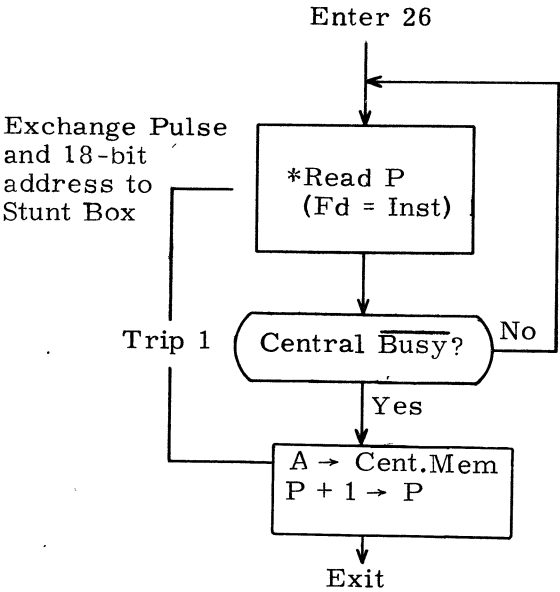 Enter 26
Exchange Pulse
and 18-bit
address to
Stunt Box
*Read P
(Fd = Inst)
Trip 1
Central Busy?
No
Yes
A → Cent.Mem
P + 1 → P
Exit